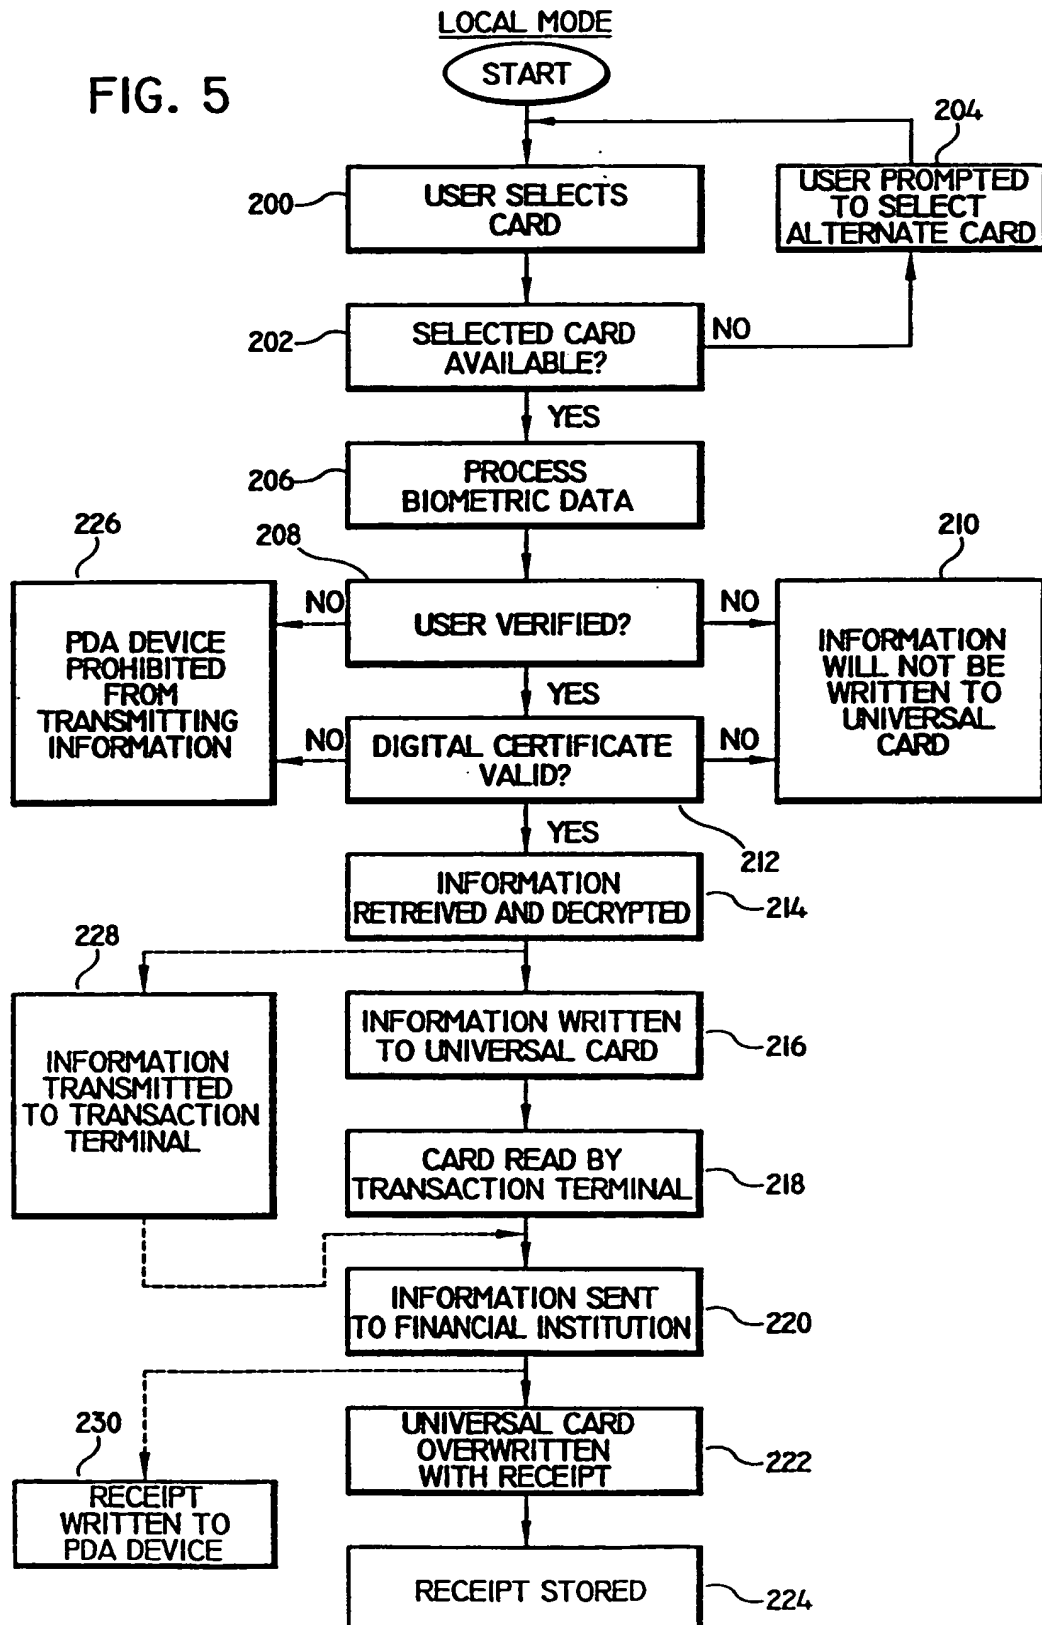 LOCAL MODE
START
FIG. 5
204
200
USER SELECTS
CARD
USER PROMPTED
TO SELECT
ALTERNATE CARD
202
SELECTED CARD
AVAILABLE?
NO
YES
206
PROCESS
BIOMETRIC DATA
226
208
210
PDA DEVICE
PROHIBITED
FROM
TRANSMITTING
INFORMATION
NO
USER VERIFIED?
NO
INFORMATION
WILL NOT BE
WRITTEN TO
UNIVERSAL
CARD
YES
NO
DIGITAL CERTIFICATE
VALID?
NO
YES
212
INFORMATION
RETREIVED AND DECRYPTED
214
228
INFORMATION
TRANSMITTED
TO TRANSACTION
TERMINAL
INFORMATION WRITTEN
TO UNIVERSAL CARD
216
CARD READ BY
TRANSACTION TERMINAL
218
INFORMATION SENT
TO FINANCIAL INSTITUTION
220
230
UNIVERSAL CARD
OVERWRITTEN
WITH RECEIPT
222
RECEIPT
WRITTEN TO
PDA DEVICE
RECEIPT STORED
224